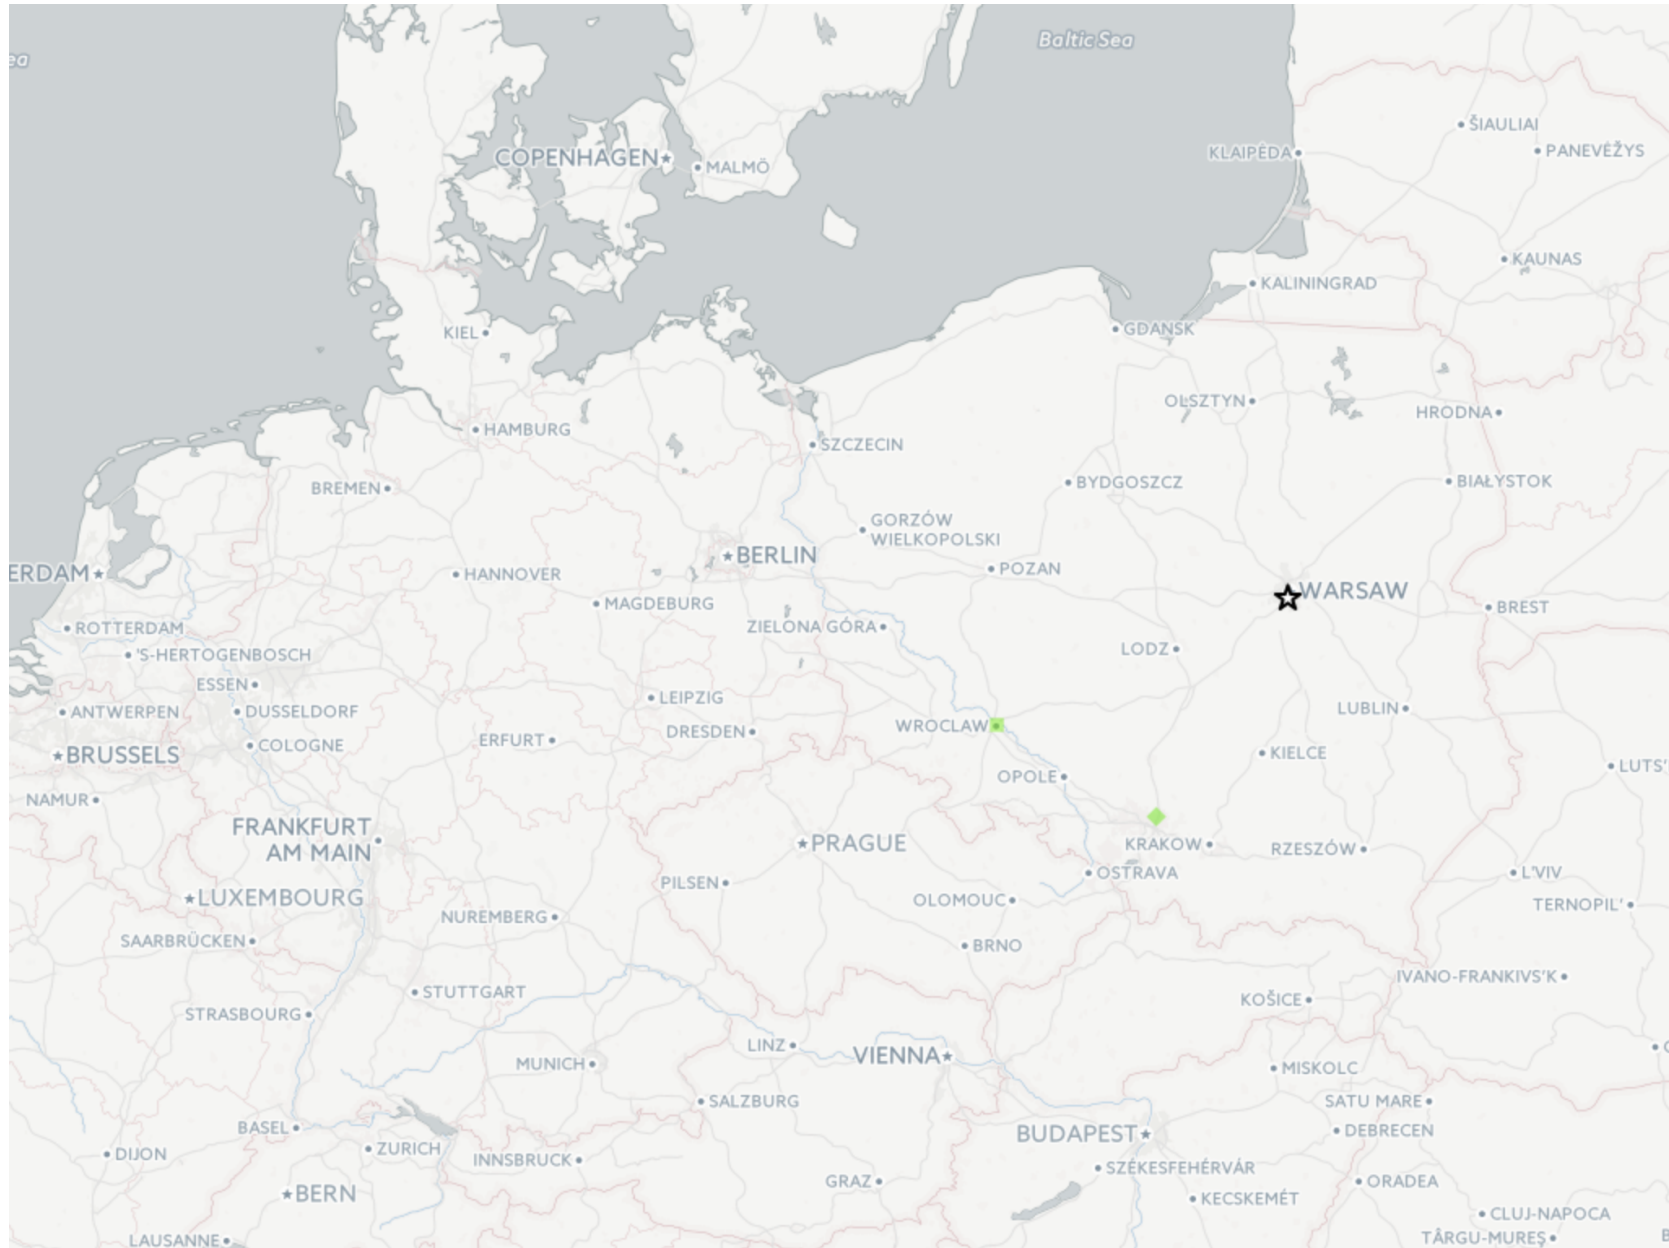 ea
Baltic Sea
ŠIAULIAI
PANEVĖŽYS
KLAIPĖDA
COPENHAGEN
MALMÖ
KAUNAS
KALININGRAD
KIEL
GDANSK
OLSZTYN
HRODNA
HAMBURG
SZCZECIN
BREMEN
BYDGOSZCZ
BIAŁYSTOK
GORZÓW
WIELKOPOLSKI
BERLIN
ERDAM
HANNOVER
POZAN
WARSAW
MAGDEBURG
BREST
ROTTERDAM
ZIELONA GÓRA
LODZ
'S-HERTOGENBOSCH
ESSEN
LEIPZIG
ANTWERPEN
DUSSELDORF
LUBLIN
WROCLAW
DRESDEN
ERFURT
COLOGNE
BRUSSELS
KIELCE
LUTS'
OPOLE
NAMUR
FRANKFURT
AM MAIN
PRAGUE
KRAKOW
RZESZÓW
OSTRAVA
L'VIV
PILSEN
LUXEMBOURG
OLOMOUC
TERNOPIL'
NUREMBERG
SAARBRÜCKEN
BRNO
IVANO-FRANKIVS'K
STUTTGART
KOŠICE
STRASBOURG
LINZ
VIENNA
MUNICH
MISKOLC
SALZBURG
SATU MARE
BASEL
BUDAPEST
DEBRECEN
ZURICH
DIJON
INNSBRUCK
SZÉKESFEHÉRVÁR
GRAZ
ORADEA
BERN
KECSKEMÉT
CLUJ-NAPOCA
LAUSANNE
TÂRGU-MUREŞ